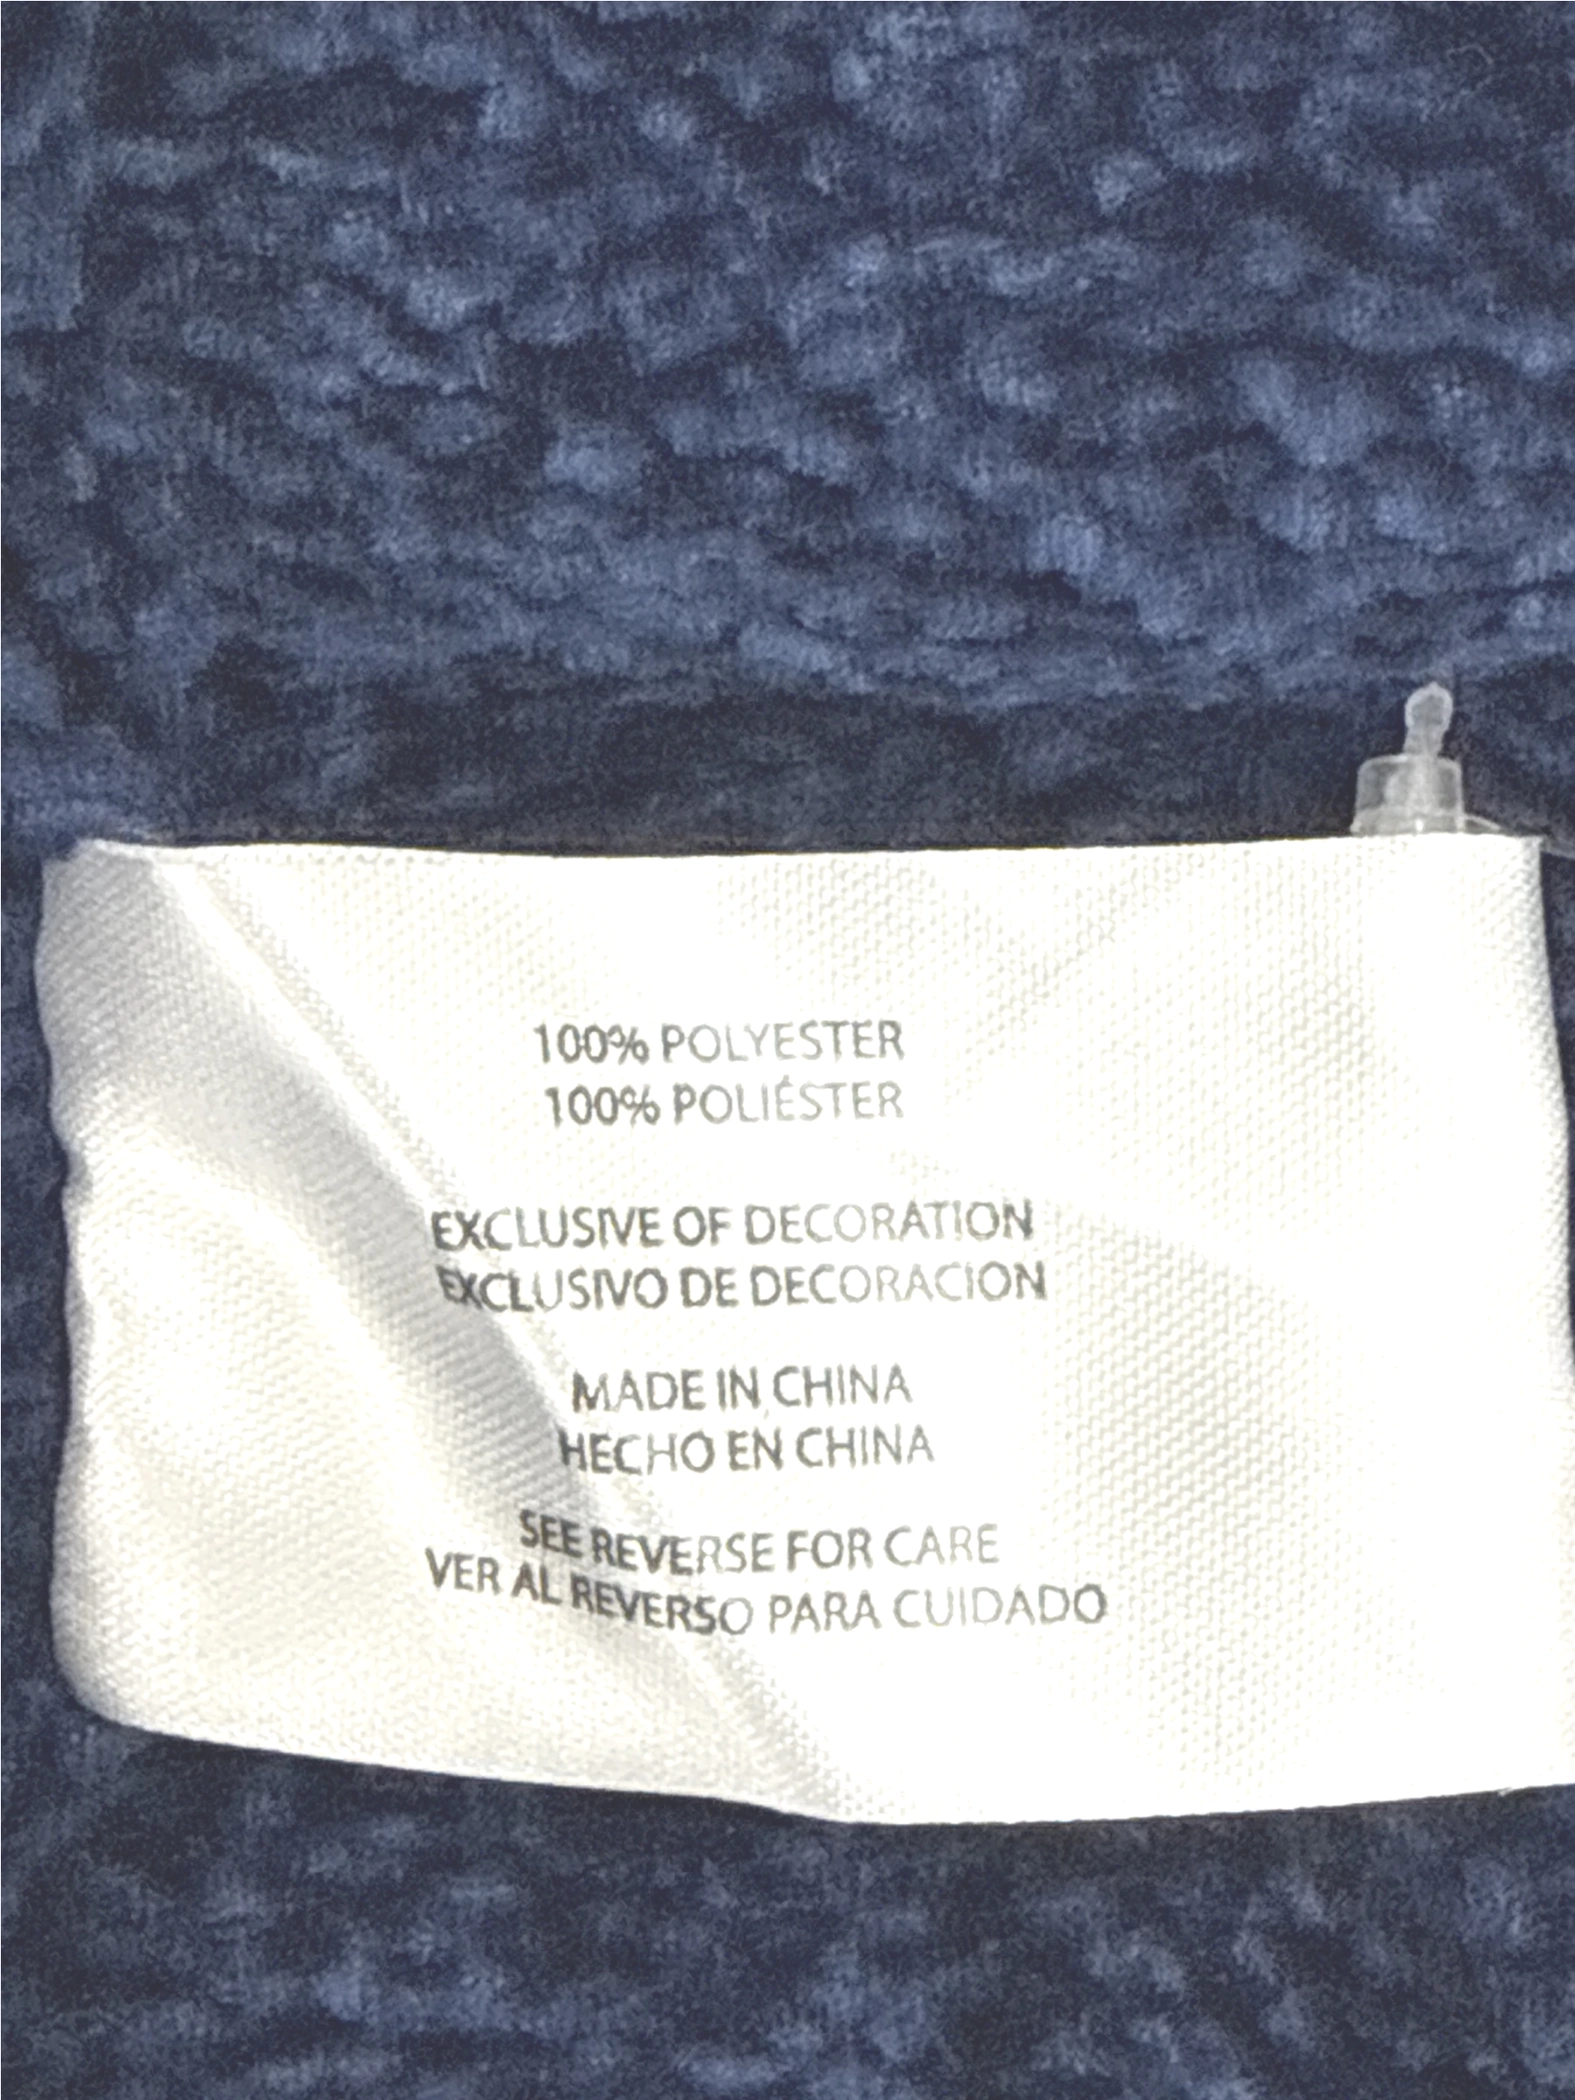 100% POLYESTER
100% POLIÉSTER
EXCLUSIVE OF DECORATION
EXCLUSIVO DE DECORACION
MADE IN CHINA
HECHO EN CHINA
SEE REVERSE FOR CARE
VER AL REVERSO PARA CUIDADO